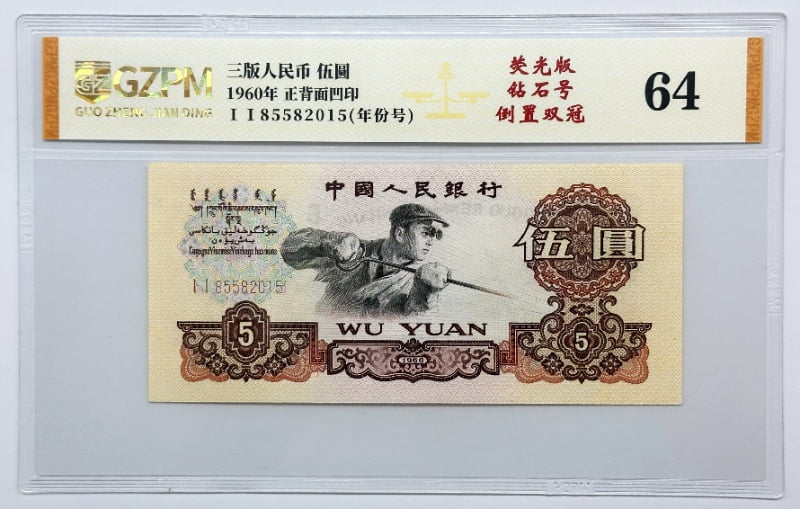 GZPM
GUO ZHENG JIAN DING
三版人民币 伍圆
1960年 正背面凹印
I I 85582015(年份号)
荧光版
钻石号
倒置双冠
64
中國人民銀行
伍圓
I I 85582015
WU YUAN
5
1960
5